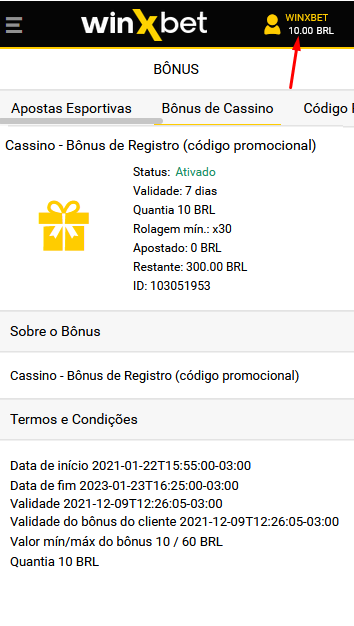 winXbet
WINXBET
10.00 BRL
BÔNUS
Apostas Esportivas Bônus de Cassino Código
Cassino - Bônus de Registro (código promocional)
Status: Ativado
Validade: 7 dias
Quantia 10 BRL
Rolagem mín.: x30
Apostado: 0 BRL
Restante: 300.00 BRL
ID: 103051953
Sobre o Bônus
Cassino - Bônus de Registro (código promocional)
Termos e Condições
Data de início 2021-01-22T15:55:00-03:00
Data de fim 2023-01-23T16:25:00-03:00
Validade 2021-12-09T12:26:05-03:00
Validade do bônus do cliente 2021-12-09T12:26:05-03:00
Valor mín/máx do bônus 10 / 60 BRL
Quantia 10 BRL